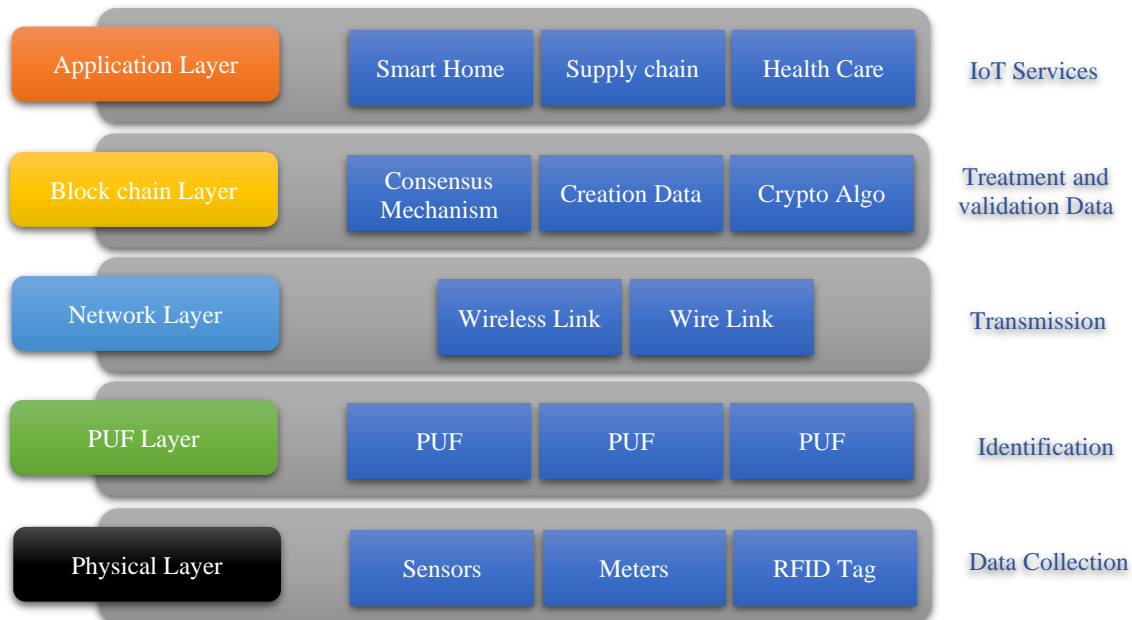 Application Layer
Smart Home
Supply chain
Health Care
IoT Services
Block chain Layer
Consensus
Mechanism
Creation Data
Crypto Algo
Treatment and
validation Data
Network Layer
Wireless Link
Wire Link
Transmission
PUF Layer
PUF
PUF
PUF
Identification
Physical Layer
Sensors
Meters
RFID Tag
Data Collection